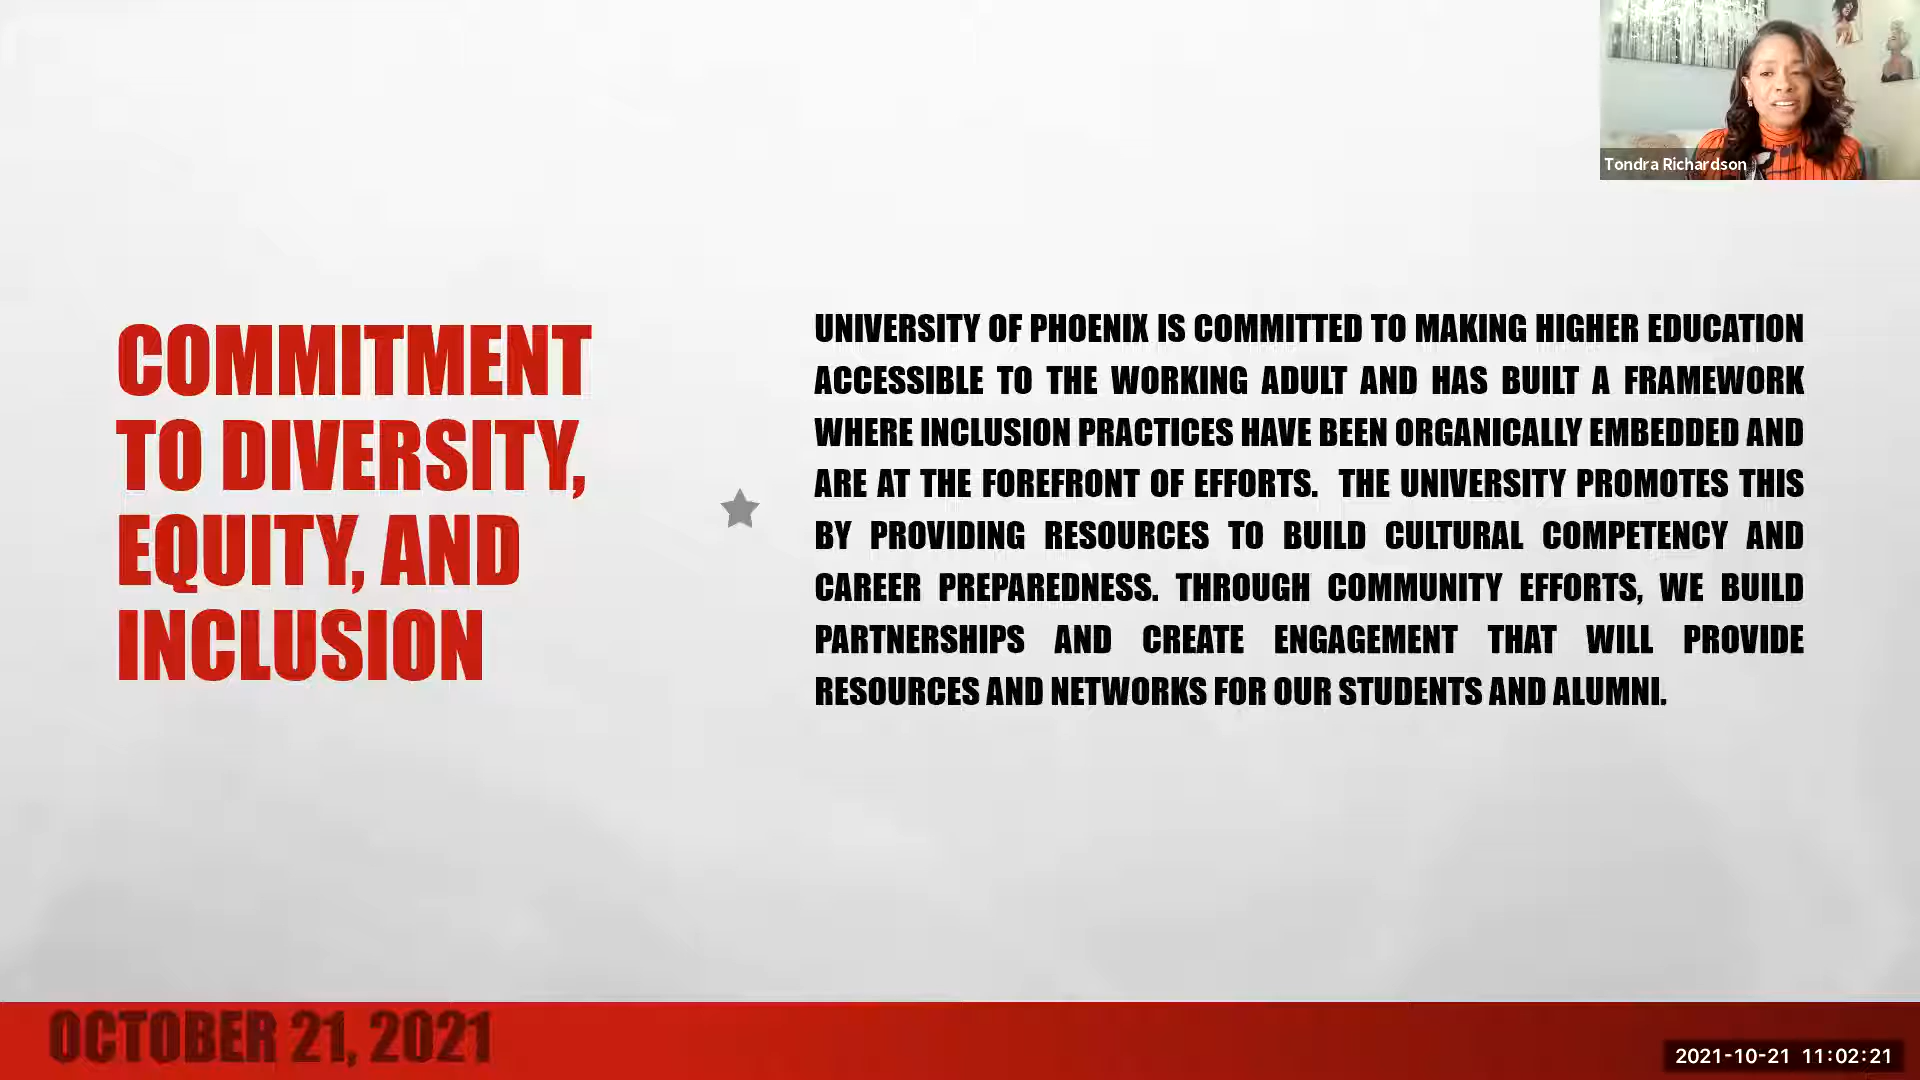 Tondra Richardson
COMMITMENT
TO DIVERSITY,
EQUITY, AND
INCLUSION
UNIVERSITY OF PHOENIX IS COMMITTED TO MAKING HIGHER EDUCATION
ACCESSIBLE TO THE WORKING ADULT AND HAS BUILT A FRAMEWORK
WHERE INCLUSION PRACTICES HAVE BEEN ORGANICALLY EMBEDDED AND
ARE AT THE FOREFRONT OF EFFORTS. THE UNIVERSITY PROMOTES THIS
BY PROVIDING RESOURCES TO BUILD CULTURAL COMPETENCY AND
CAREER PREPAREDNESS. THROUGH COMMUNITY EFFORTS, WE BUILD
PARTNERSHIPS AND CREATE ENGAGEMENT THAT WILL PROVIDE
RESOURCES AND NETWORKS FOR OUR STUDENTS AND ALUMNI.
OCTOBER 21, 2021
2021-10-21 11:02:21